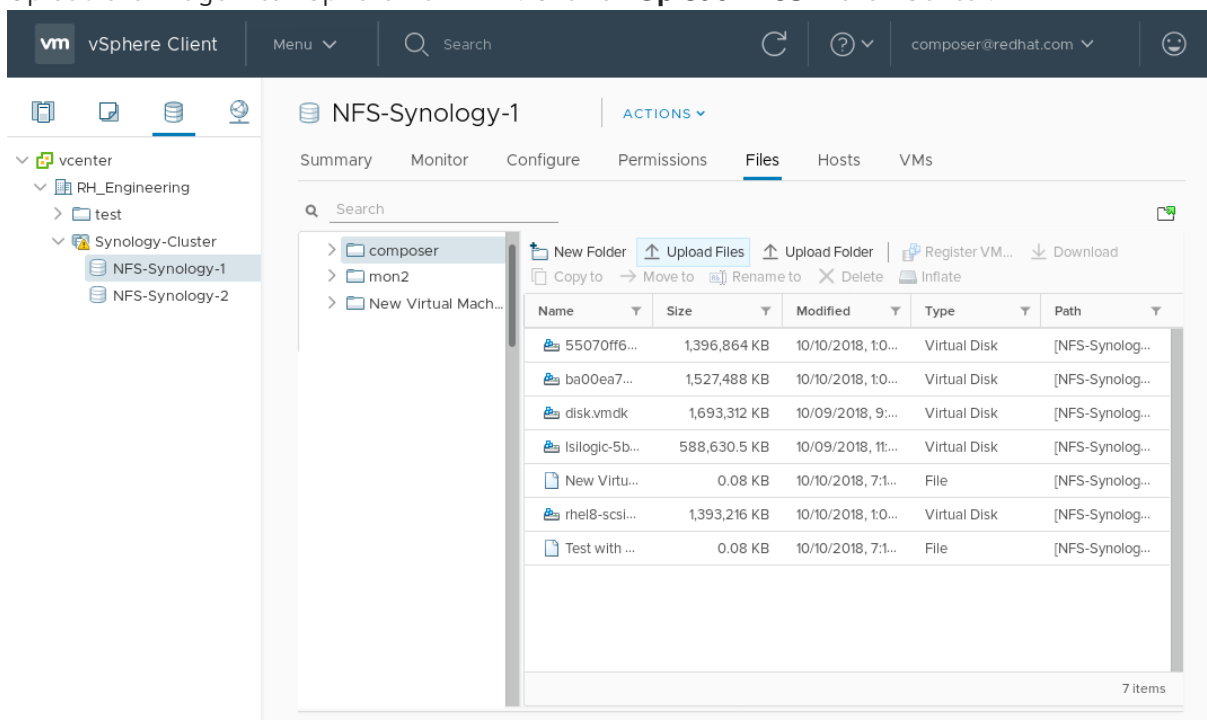 vm vSphere Client Menu Search composer@redhat.com
NFS-Synology-1 ACTIONS
vcenter
RH_Engineering
test
Synology-Cluster
NFS-Synology-1
NFS-Synology-2
Summary Monitor Configure Permissions Files Hosts VMs
Search
composer
mon2
New Virtual Mach...
New Folder Upload Files Upload Folder Register VM... Download
Copy to Move to Rename to Delete Inflate
Name Size Modified Type Path
55070ff6... 1,396,864 KB 10/10/2018, 1:0... Virtual Disk [NFS-Synolog...
ba00ea7... 1,527,488 KB 10/10/2018, 1:0... Virtual Disk [NFS-Synolog...
disk.vmdk 1,693,312 KB 10/09/2018, 9:... Virtual Disk [NFS-Synolog...
lsilogic-5b... 588,630.5 KB 10/09/2018, 11:... Virtual Disk [NFS-Synolog...
New Virtu... 0.08 KB 10/10/2018, 7:1... File [NFS-Synolog...
rhel8-scsi... 1,393,216 KB 10/10/2018, 1:0... Virtual Disk [NFS-Synolog...
Test with ... 0.08 KB 10/10/2018, 7:1... File [NFS-Synolog...
7 items